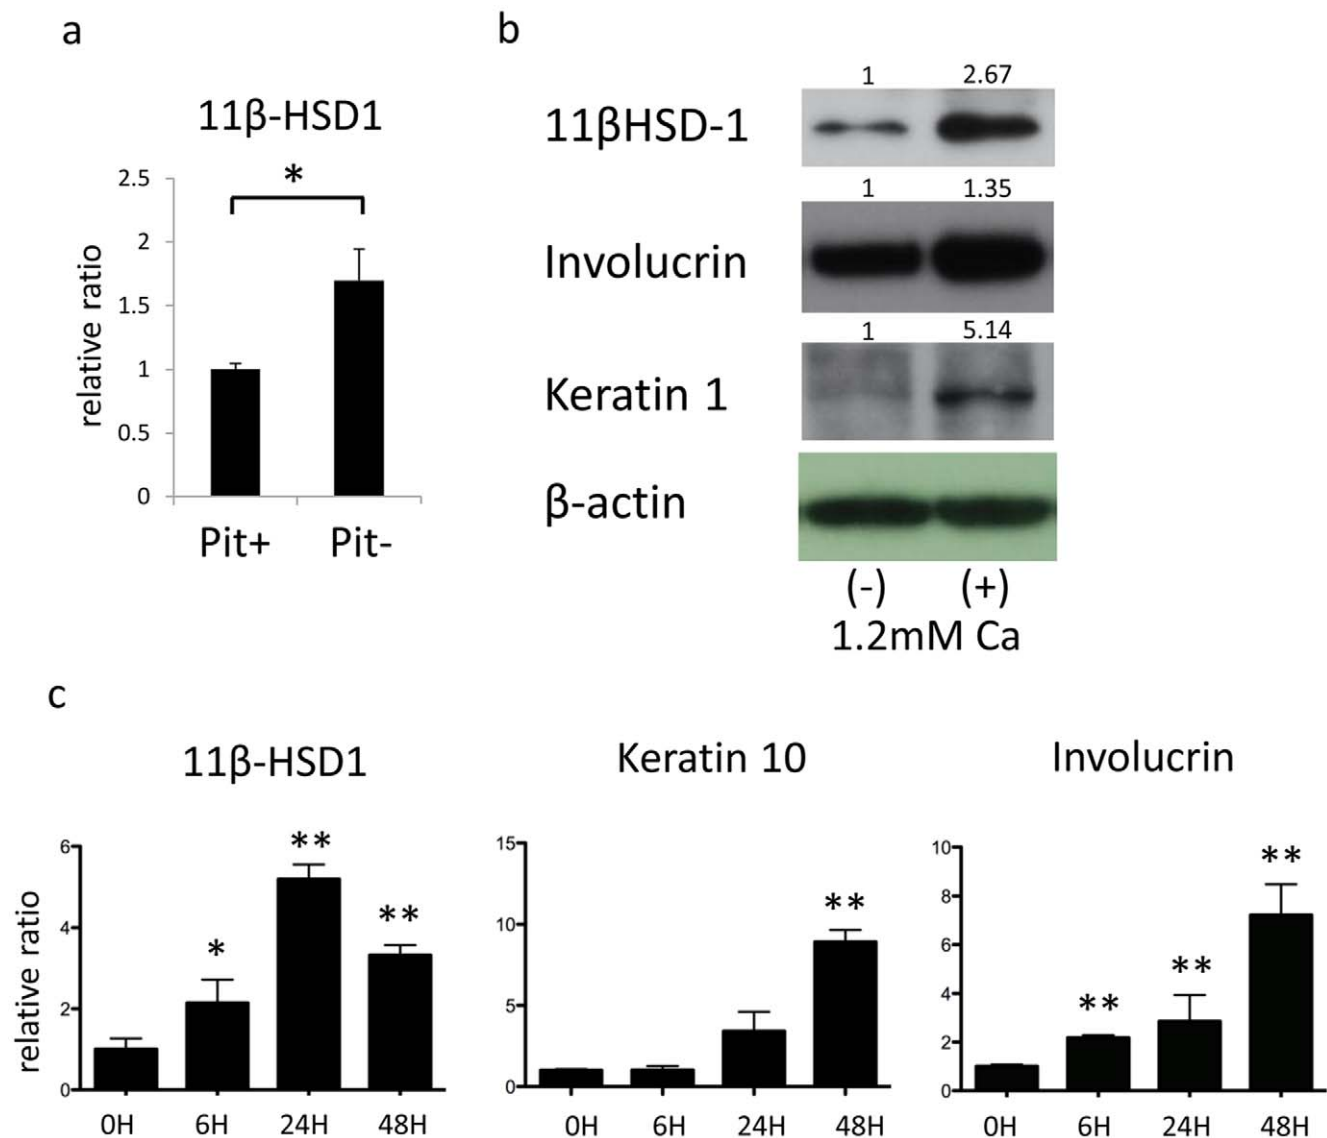 a
11β-HSD1
*
2.5
2
1.5
1
0.5
0
relative ratio
Pit+ Pit-
b
1 2.67
11βHSD-1
1 1.35
Involucrin
1 5.14
Keratin 1
β-actin
(-) (+)
1.2mM Ca
c
11β-HSD1
6
4
2
0
relative ratio
* ** **
0H 6H 24H 48H
Keratin 10
15
10
5
0
**
0H 6H 24H 48H
Involucrin
10
8
6
4
2
0
** ** **
0H 6H 24H 48H